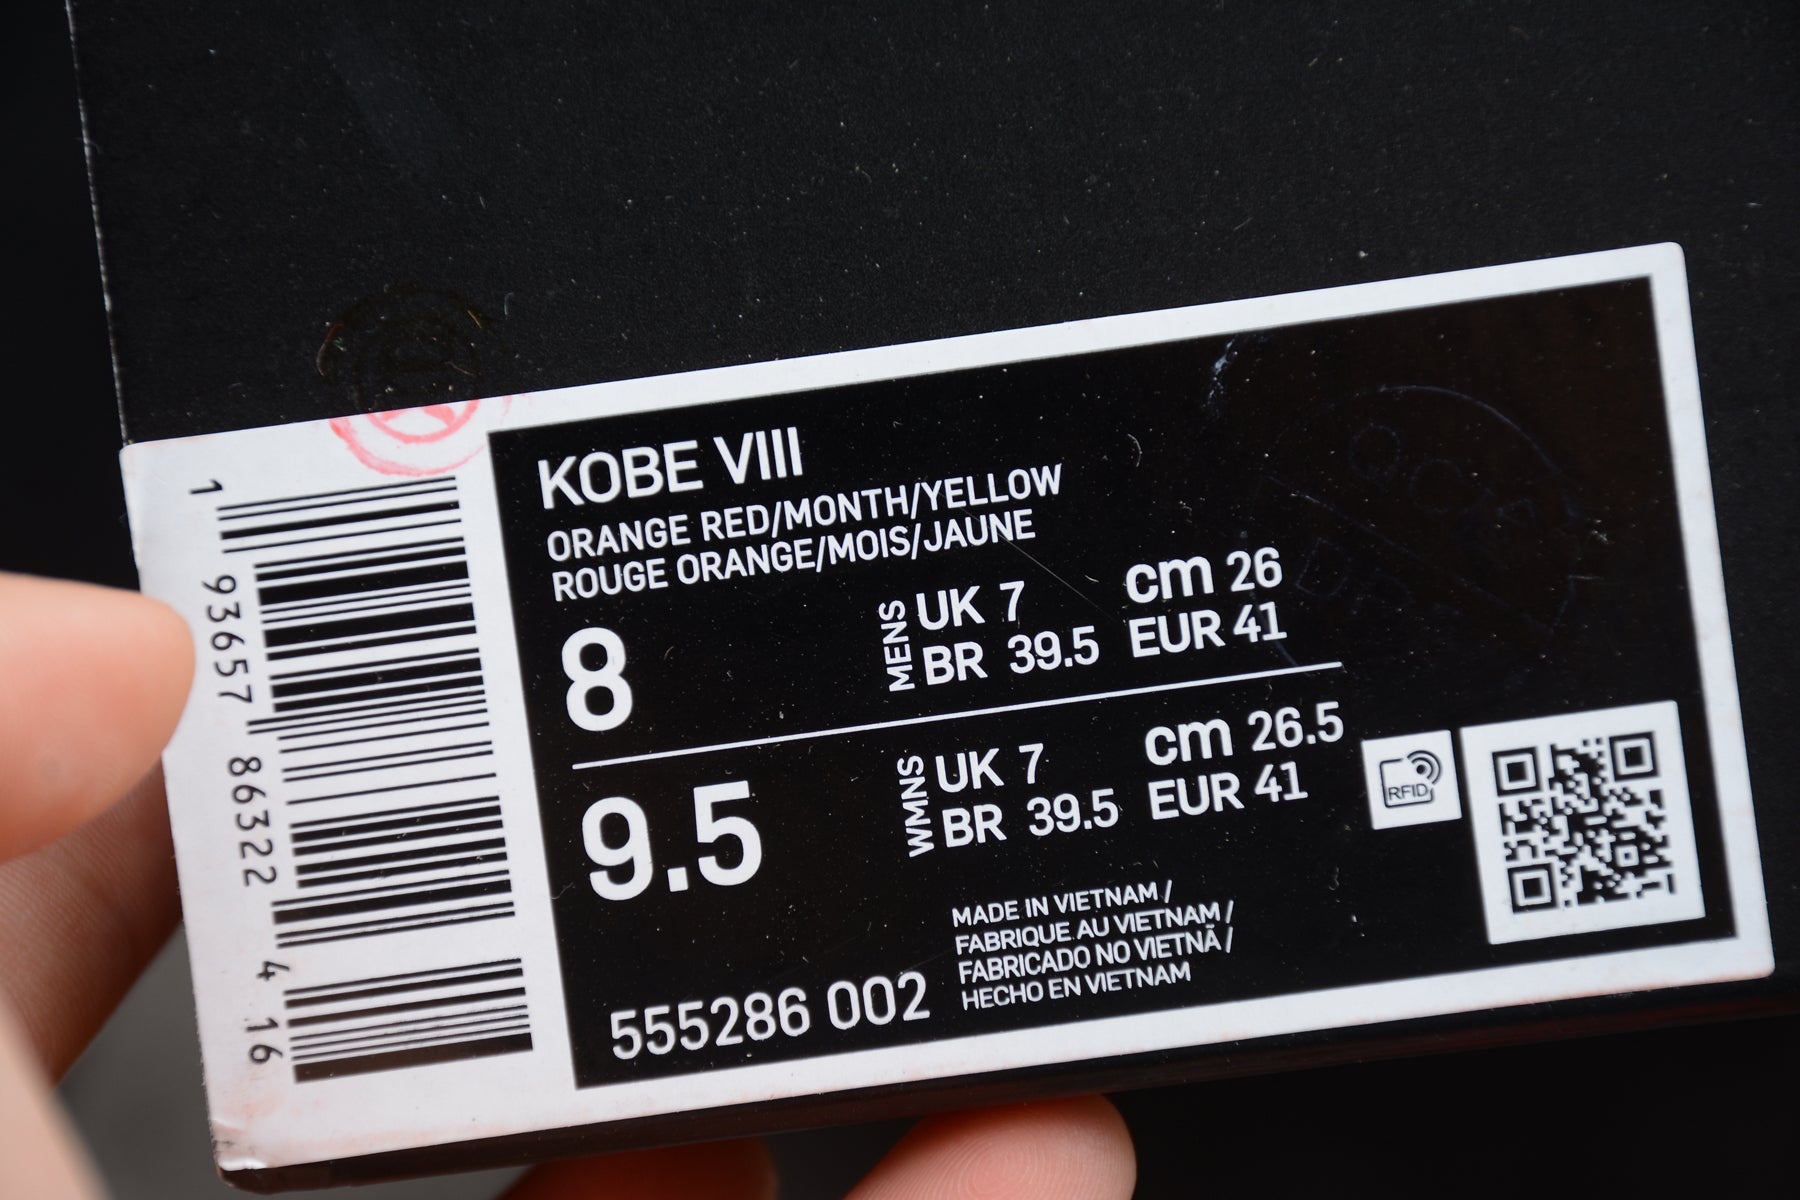 KOBE VIII
ORANGE RED/MONTH/YELLOW
ROUGE ORANGE/MOIS/JAUNE
8
MENS
UK 7 cm 26
BR 39.5 EUR 41
9.5
WMNS
UK 7 cm 26.5
BR 39.5 EUR 41
RFID
MADE IN VIETNAM /
FABRIQUE AU VIETNAM /
FABRICADO NO VIETNÃ /
HECHO EN VIETNAM
555286 002
1 93657 86322 4 16